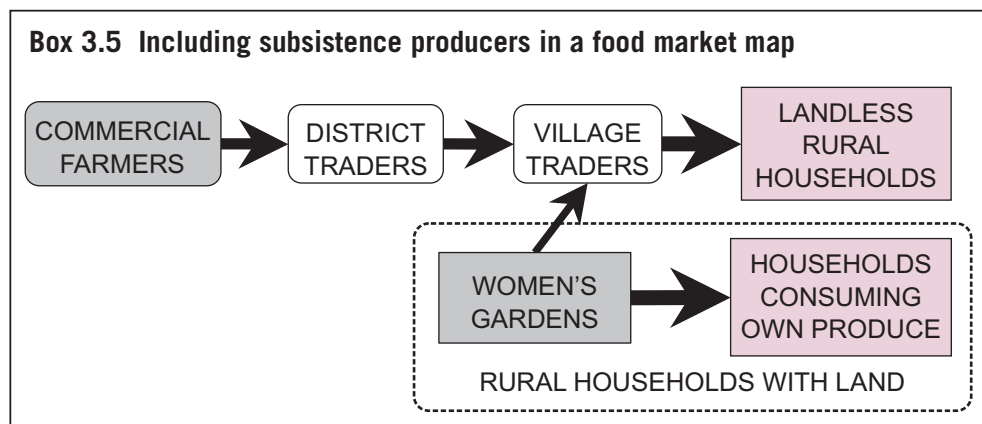 Box 3.5 Including subsistence producers in a food market map
COMMERCIAL
FARMERS
DISTRICT
TRADERS
VILLAGE
TRADERS
LANDLESS
RURAL
HOUSEHOLDS
WOMEN’S
GARDENS
HOUSEHOLDS
CONSUMING
OWN PRODUCE
RURAL HOUSEHOLDS WITH LAND